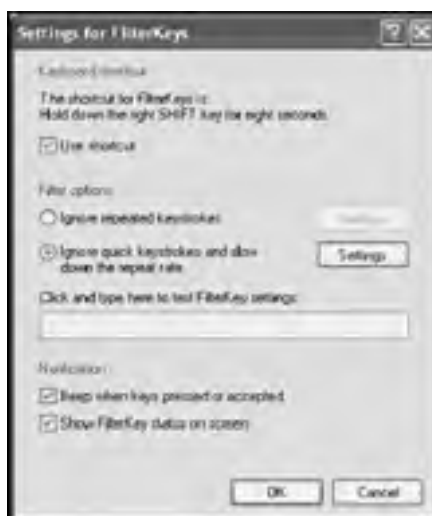 Settings for FilterKeys
Keyboard shortcut
The shortcut for FilterKeys is:
Hold down the right SHIFT key for eight seconds.
Use shortcut
Filter options
Ignore repeated keystrokes
Settings
Ignore quick keystrokes and slow
down the repeat rate.
Settings
Click and type here to test FilterKey settings:
Notification
Beep when keys pressed or accepted
Show FilterKey status on screen
OK
Cancel